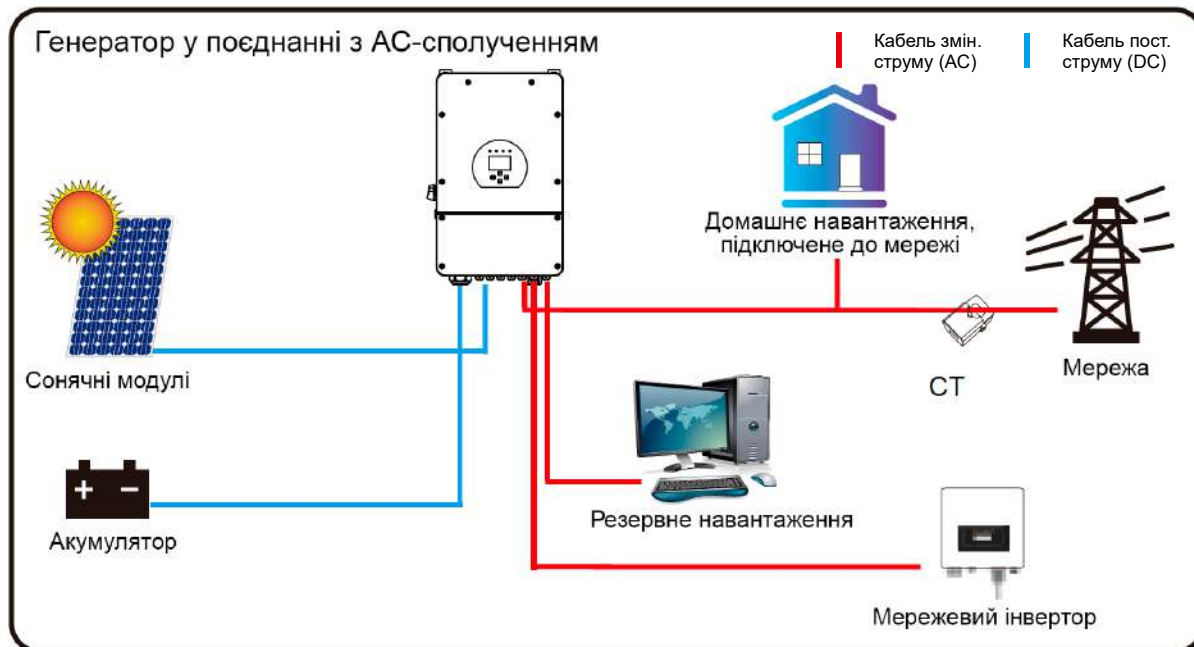 Генератор у поєднанні з АС-сполученням
Кабель змін.
струму (AC)
Кабель пост.
струму (DC)
Домашнє навантаження,
підключене до мережі
Сонячні модулі
СТ
Мережа
Резервне навантаження
Акумулятор
Мережевий інвертор